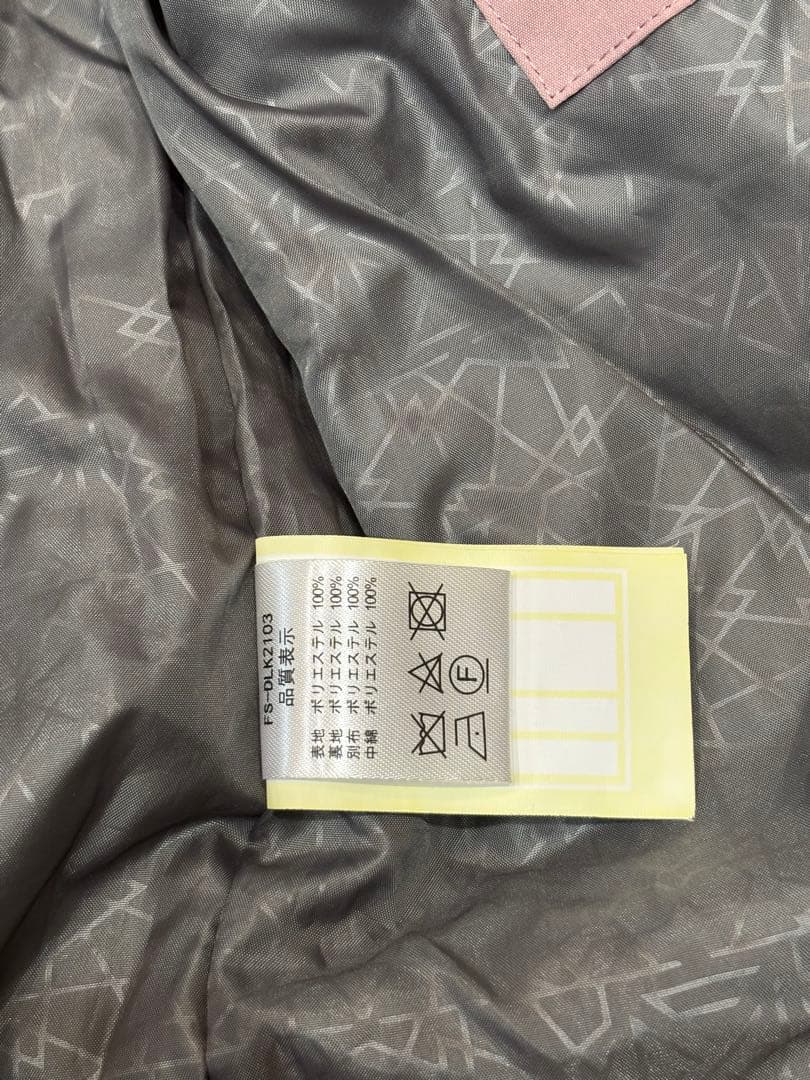 FS-DLK2103
品質表示
表地 ポリエステル 100%
裏地 ポリエステル 100%
別布 ポリエステル 100%
中綿 ポリエステル 100%
F